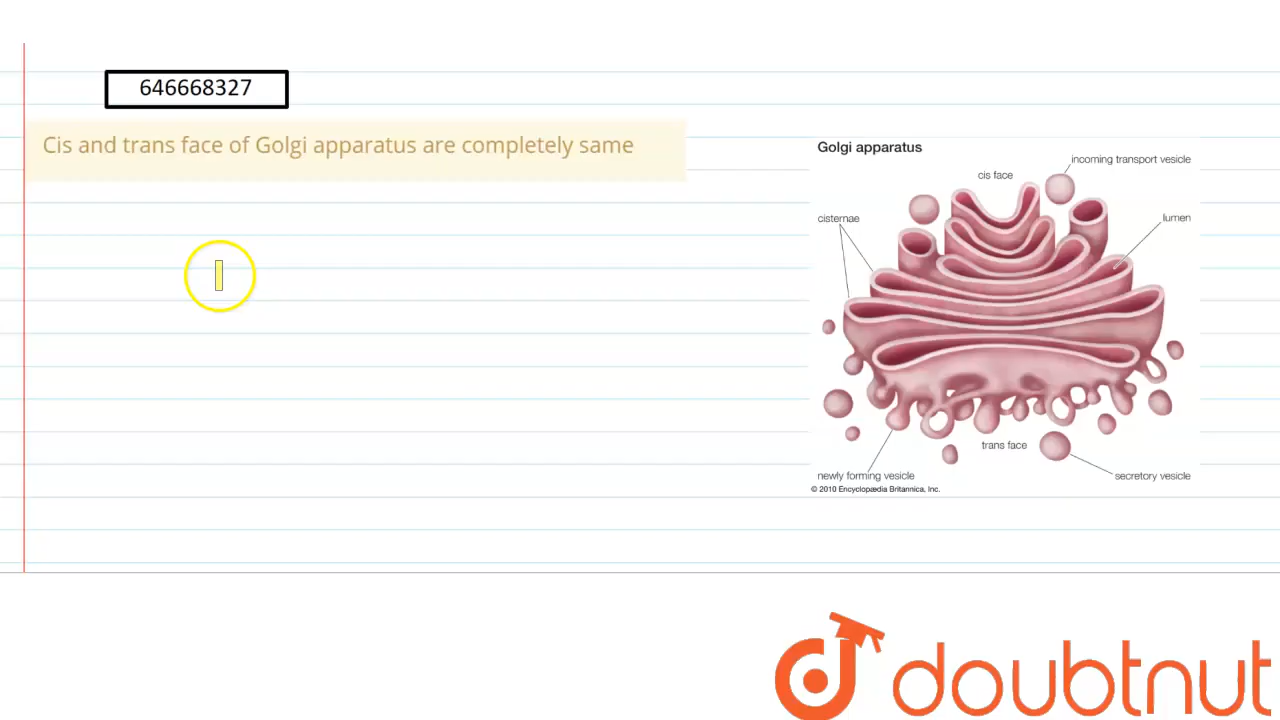 646668327
Cis and trans face of Golgi apparatus are completely same
Golgi apparatus
incoming transport vesicle
cis face
cisternae
lumen
trans face
newly forming vesicle
secretory vesicle
© 2010 Encyclopædia Britannica, Inc.
doubtnut